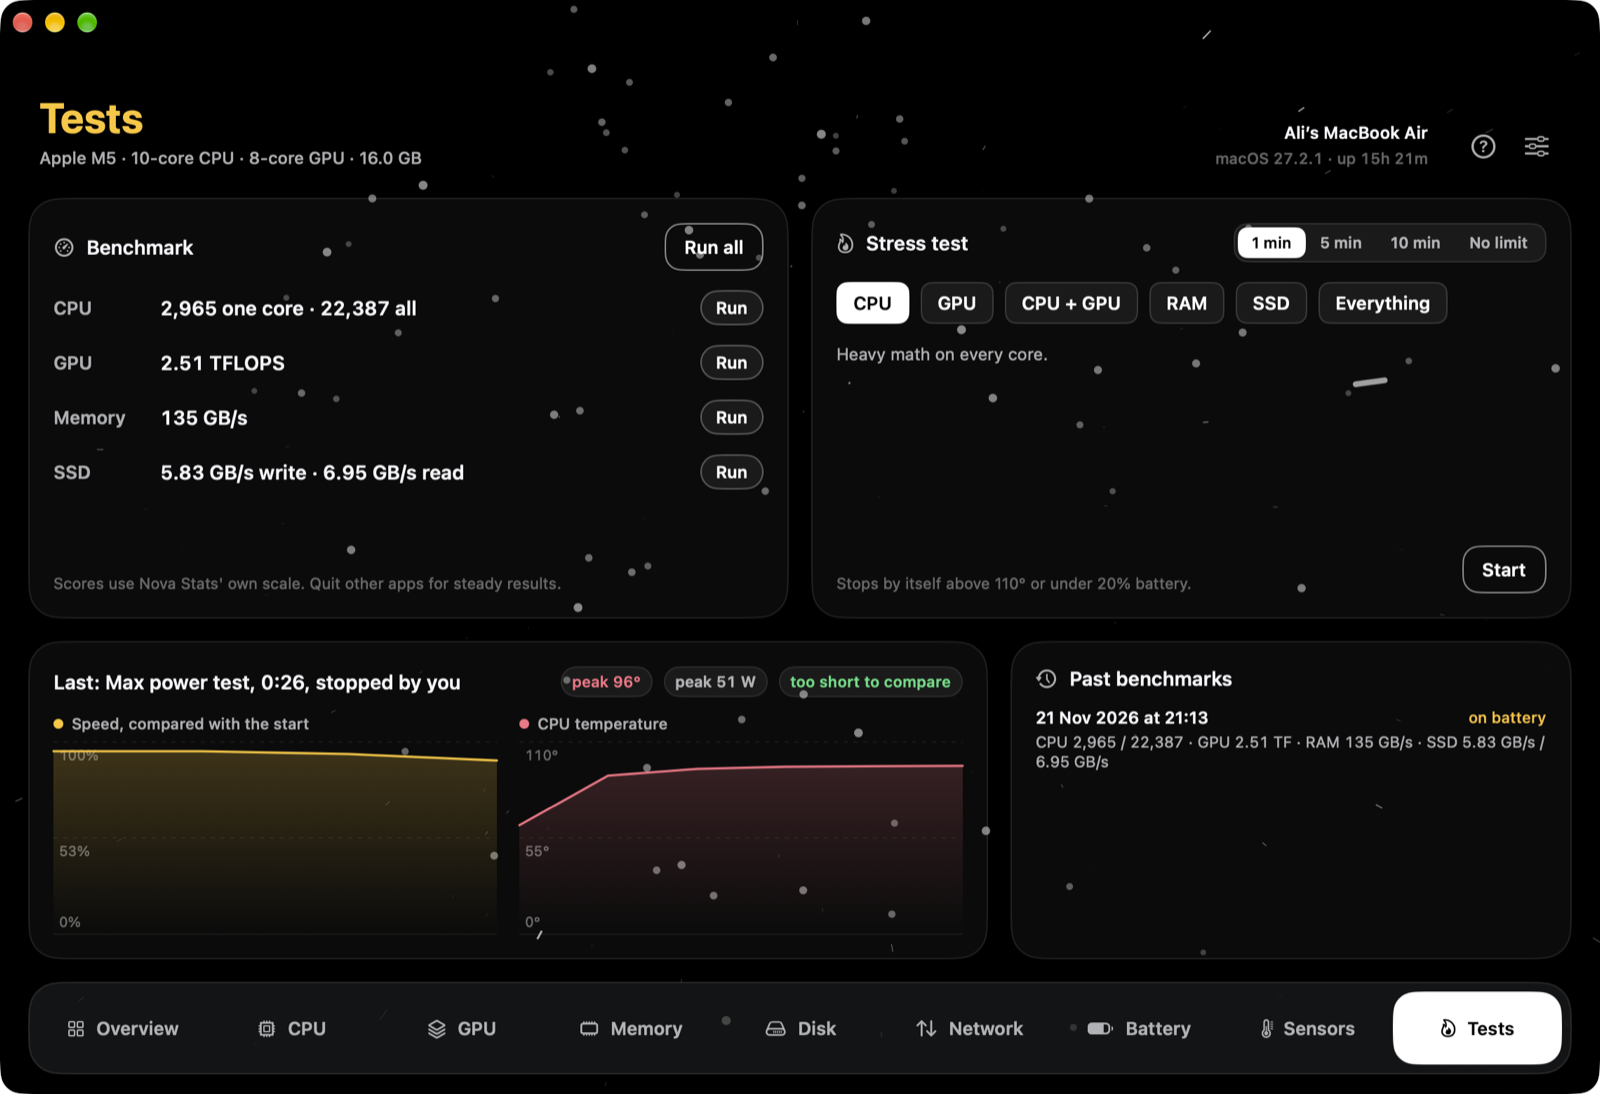 Tests
Apple M5 · 10-core CPU · 8-core GPU · 16.0 GB
Ali’s MacBook Air
macOS 27.2.1 · up 15h 21m
Benchmark
Run all
CPU 2,965 one core · 22,387 all Run
GPU 2.51 TFLOPS Run
Memory 135 GB/s Run
SSD 5.83 GB/s write · 6.95 GB/s read Run
Scores use Nova Stats' own scale. Quit other apps for steady results.
Stress test
1 min 5 min 10 min No limit
CPU GPU CPU + GPU RAM SSD Everything
Heavy math on every core.
Stops by itself above 110° or under 20% battery.
Start
Last: Max power test, 0:26, stopped by you
peak 96° peak 51 W too short to compare
Speed, compared with the start
100%
53%
0%
CPU temperature
110°
55°
0°
Past benchmarks
21 Nov 2026 at 21:13 on battery
CPU 2,965 / 22,387 · GPU 2.51 TF · RAM 135 GB/s · SSD 5.83 GB/s /
6.95 GB/s
Overview CPU GPU Memory Disk Network Battery Sensors Tests